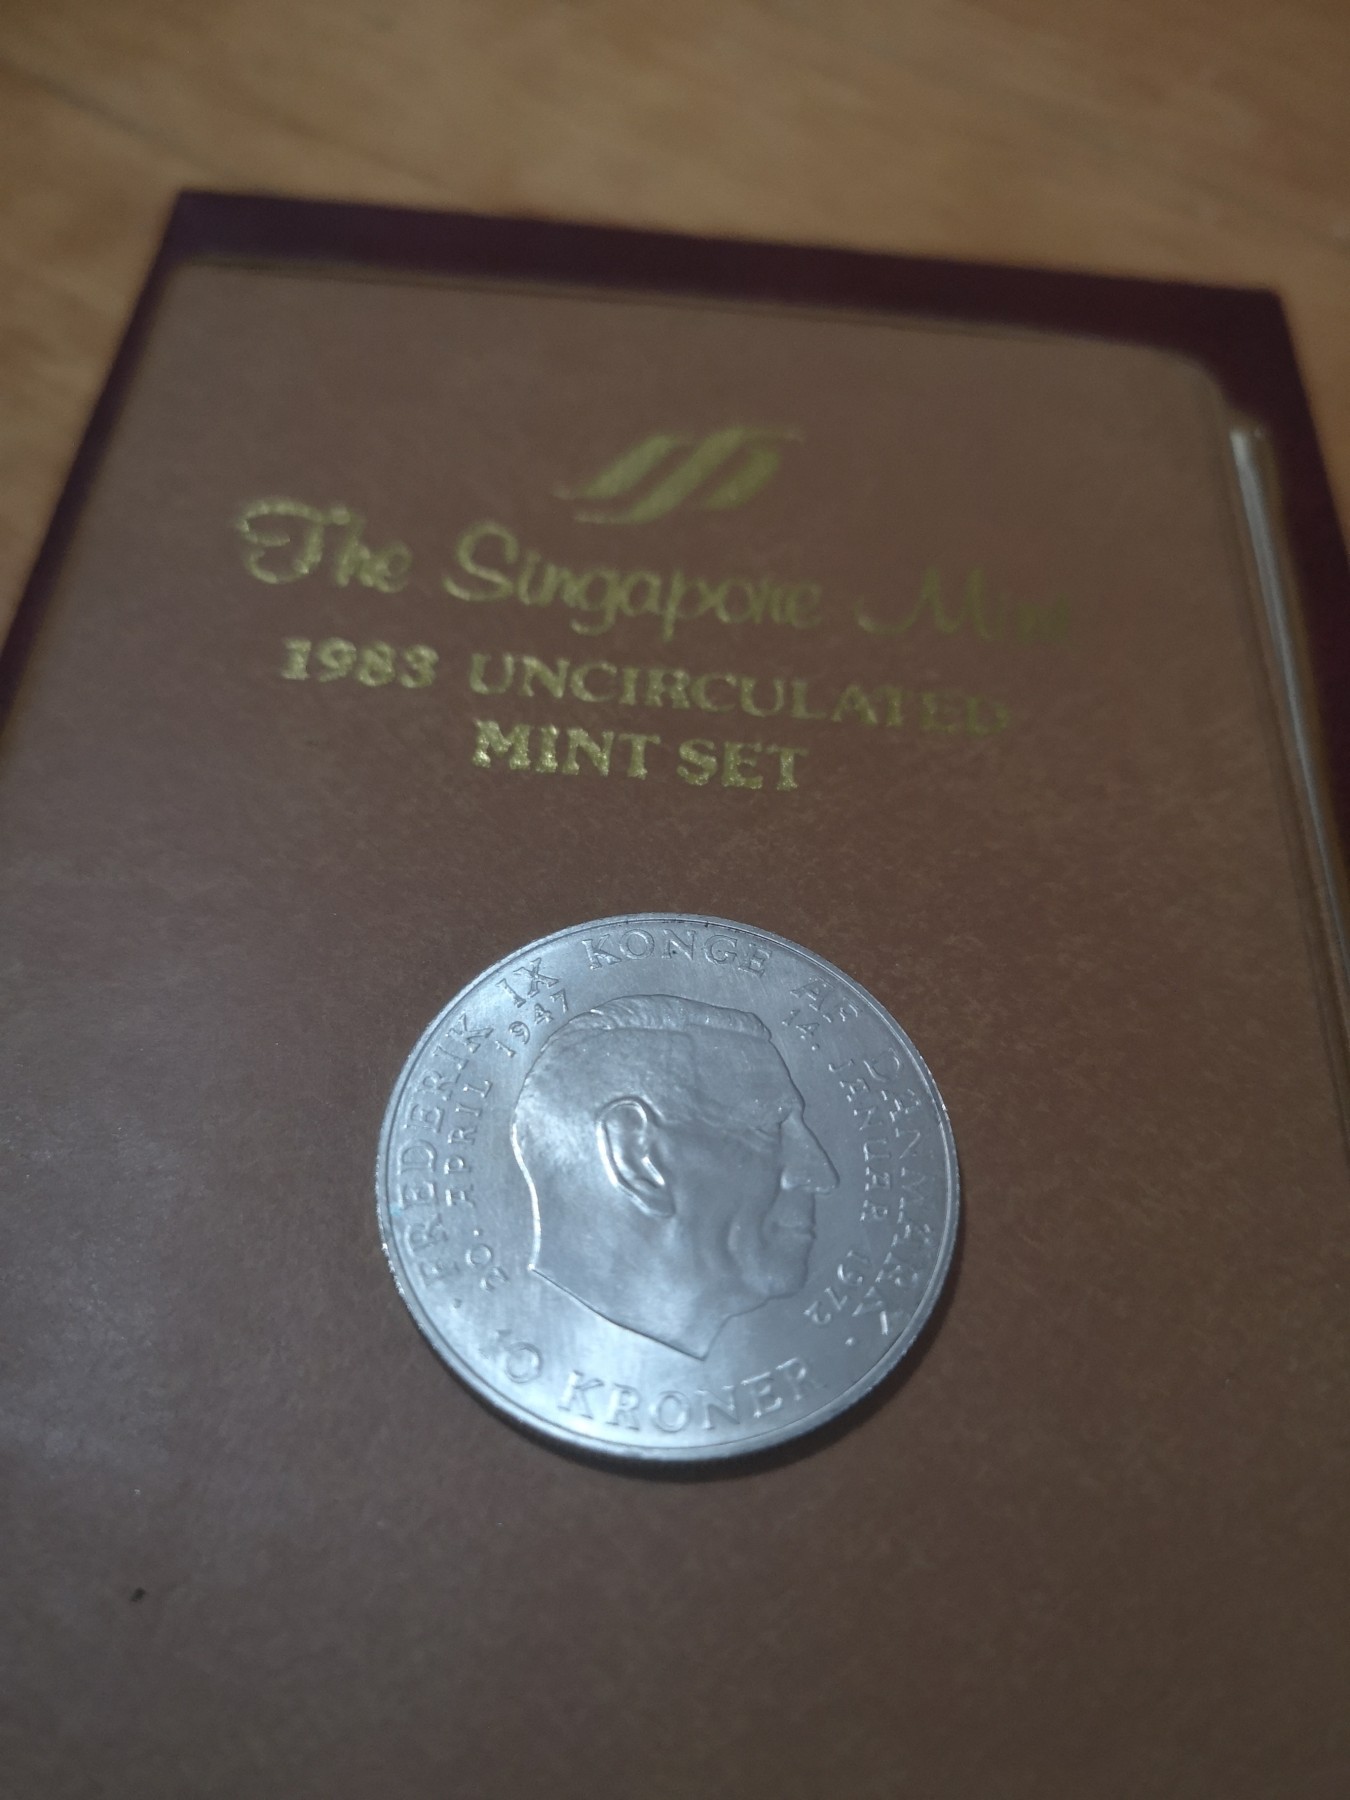 The Singapore Mint
1983 UNCIRCULATED
MINT SET
· FREDERIK IX KONGE AF DANMARK ·
20. APRIL 1947
14. JANUAR 1972
10 KRONER